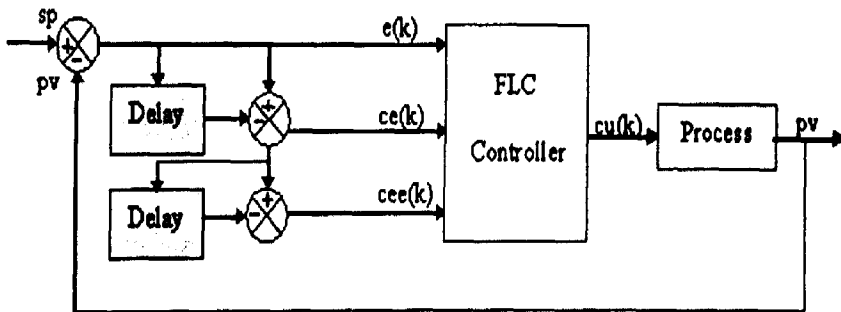 sp
+
-
pv
e(k)
Delay
+
-
ce(k)
Delay
+
-
cee(k)
FLC
Controller
cu(k)
Process
pv